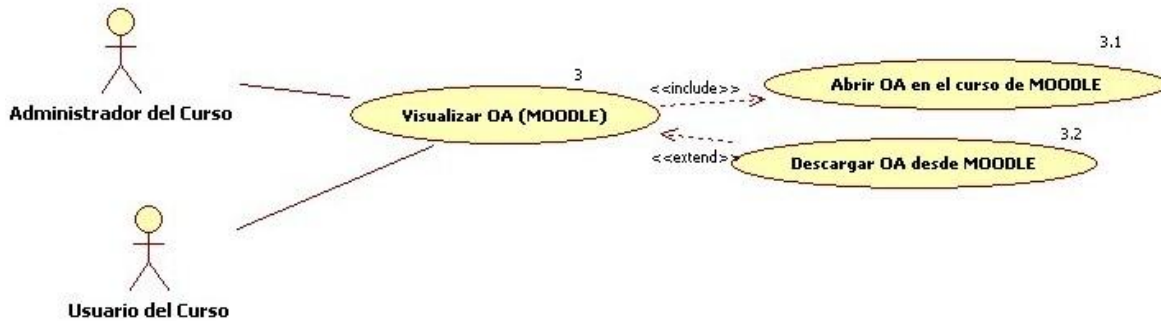 3.1
3
<<include>>
Abrir OA en el curso de MOODLE
Administrador del Curso
Visualizar OA (MOODLE)
3.2
<<extend>>
Descargar OA desde MOODLE
Usuario del Curso